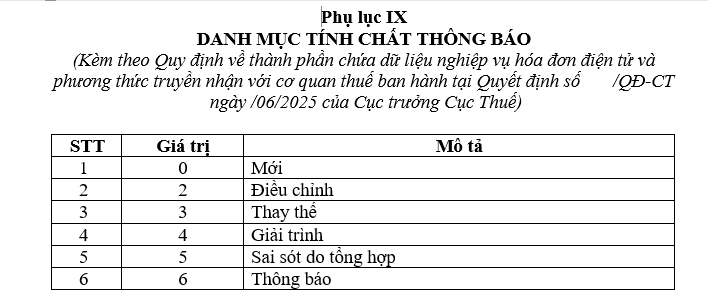 Phụ lục IX
DANH MỤC TÍNH CHẤT THÔNG BÁO
(Kèm theo Quy định về thành phần chứa dữ liệu nghiệp vụ hóa đơn điện tử và
phương thức truyền nhận với cơ quan thuế ban hành tại Quyết định số /QĐ-CT
ngày /06/2025 của Cục trưởng Cục Thuế)
STT Giá trị Mô tả
1 0 Mới
2 2 Điều chỉnh
3 3 Thay thế
4 4 Giải trình
5 5 Sai sót do tổng hợp
6 6 Thông báo